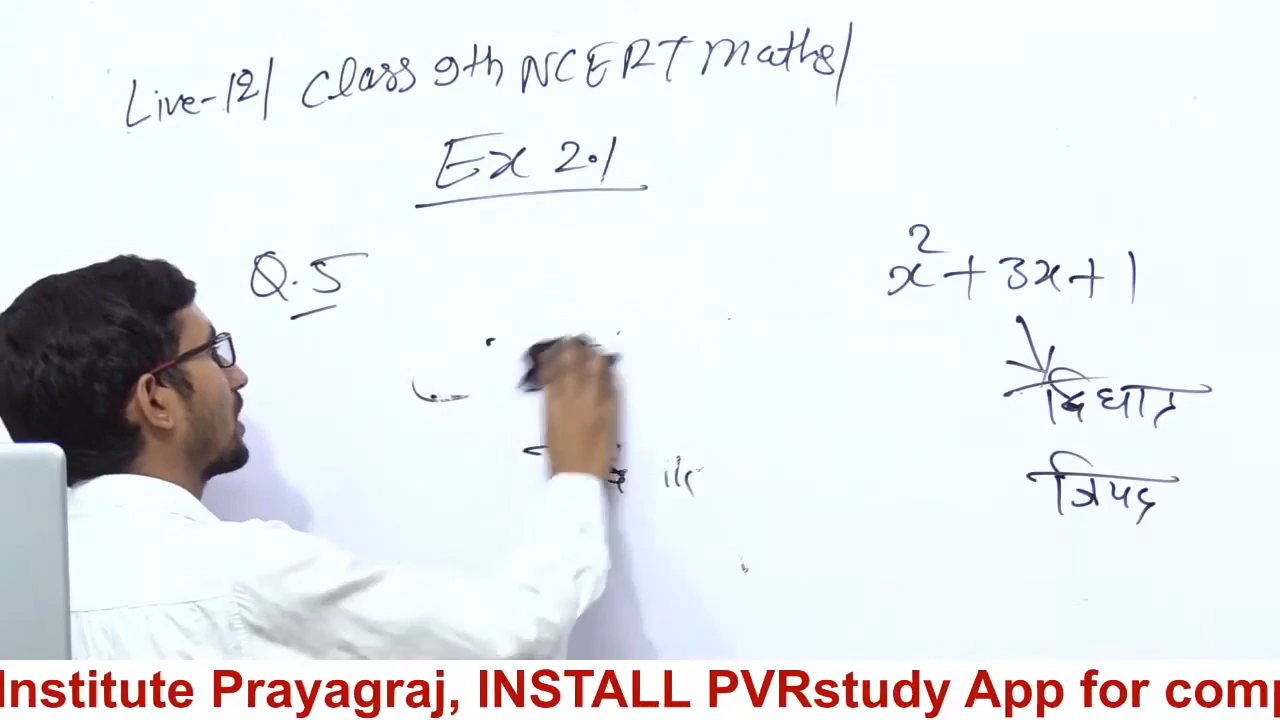 Live-12/ Class 9th NCERT Maths/
Ex 2.1
Q.5
x²+3x+1
द्विघात
त्रिपद
Institute Prayagraj, INSTALL PVRstudy App for comp